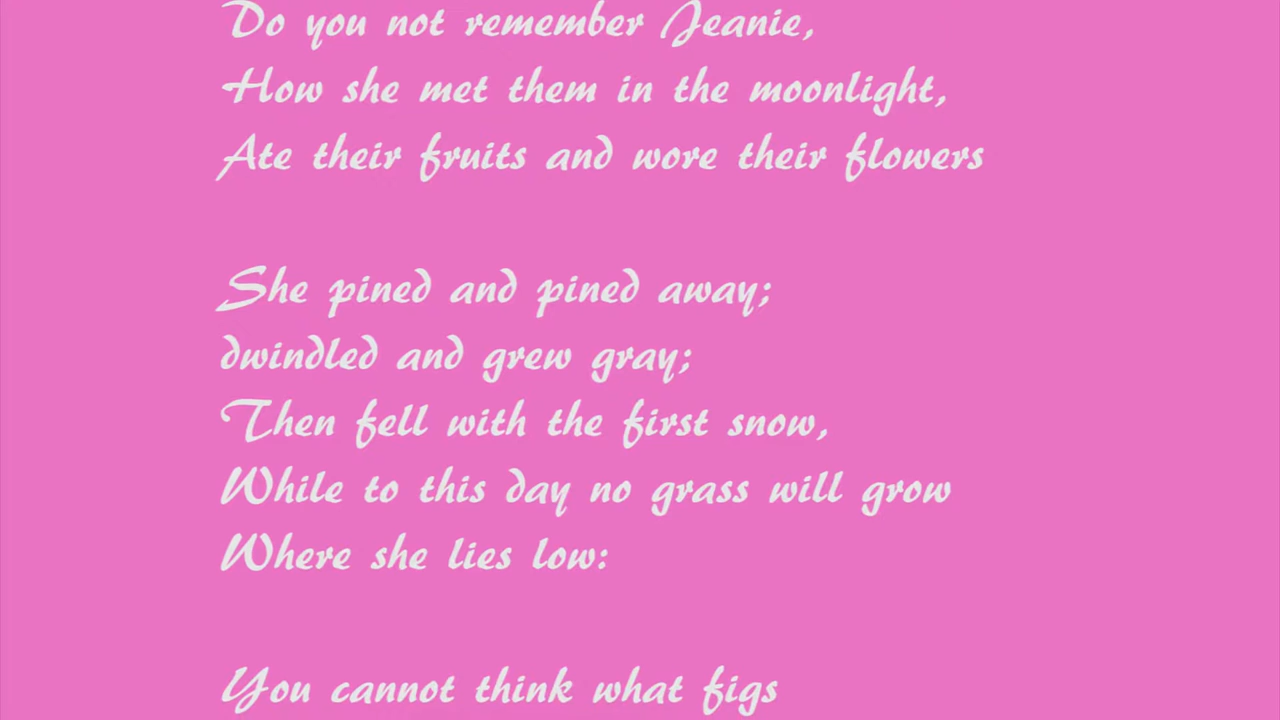 Do you not remember Jeanie,
How she met them in the moonlight,
Ate their fruits and wore their flowers
She pined and pined away;
dwindled and grew gray;
Then fell with the first snow,
While to this day no grass will grow
Where she lies low:
You cannot think what figs